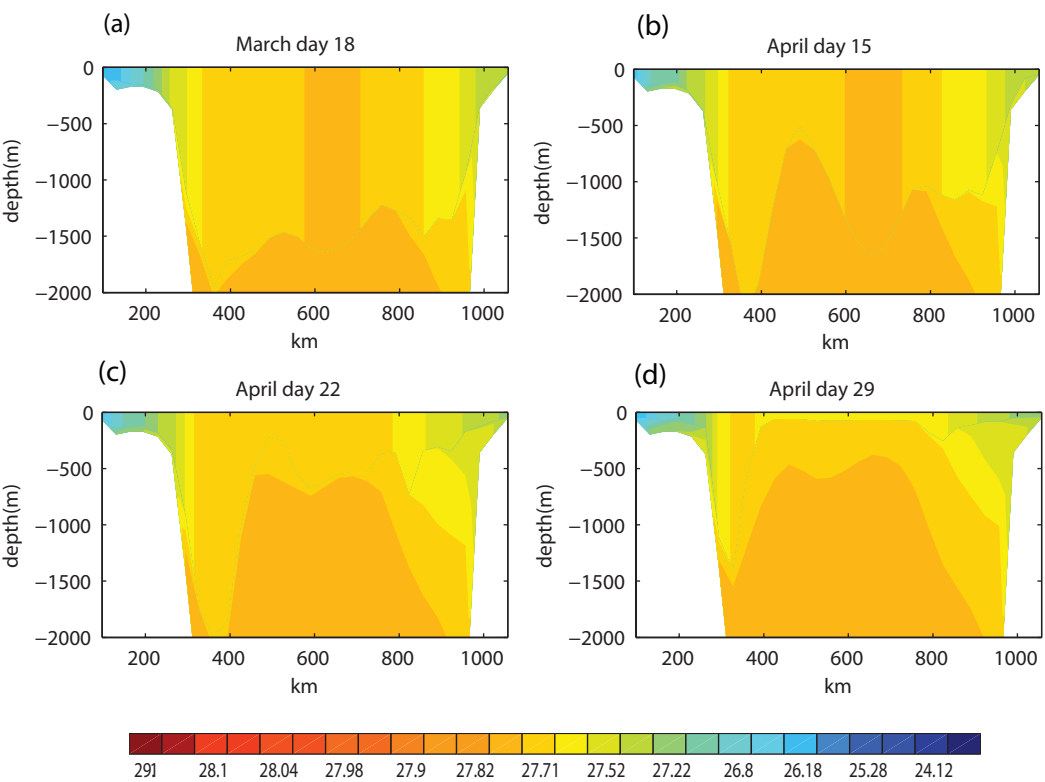 (a)
March day 18
0
−500
−1000
−1500
−2000
depth(m)
200 400 600 800 1000
km
(b)
April day 15
0
−500
−1000
−1500
−2000
depth(m)
200 400 600 800 1000
km
(c)
April day 22
0
−500
−1000
−1500
−2000
depth(m)
200 400 600 800 1000
km
(d)
April day 29
0
−500
−1000
−1500
−2000
depth(m)
200 400 600 800 1000
km
291 28.1 28.04 27.98 27.9 27.82 27.71 27.52 27.22 26.8 26.18 25.28 24.12